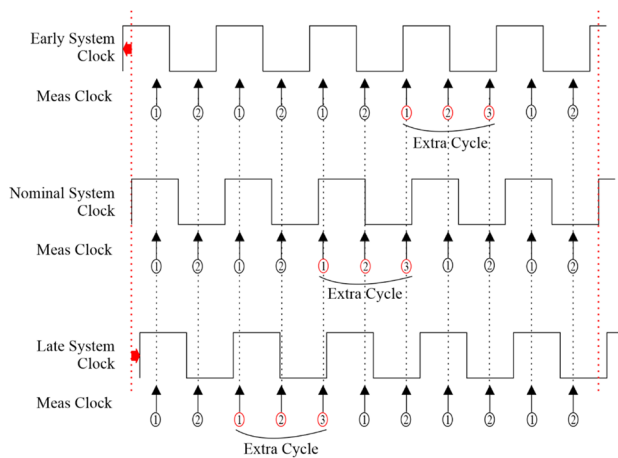 Early System
Clock
Meas Clock
1 2 1 2 1 2 1 2 3 1 2
Extra Cycle
Nominal System
Clock
Meas Clock
1 2 1 2 1 2 3 1 2 1 2
Extra Cycle
Late System
Clock
Meas Clock
1 2 1 2 3 1 2 1 2 1 2
Extra Cycle